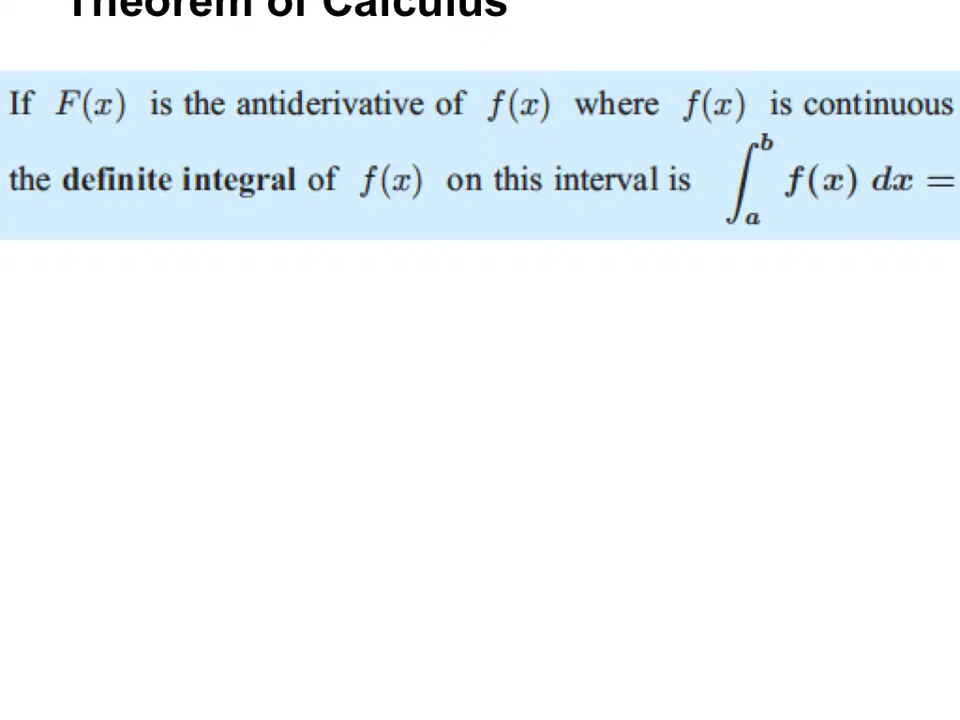 Theorem of Calculus
If F(x) is the antiderivative of f(x) where f(x) is continuous
the definite integral of f(x) on this interval is ∫ₐᵇ f(x) dx =